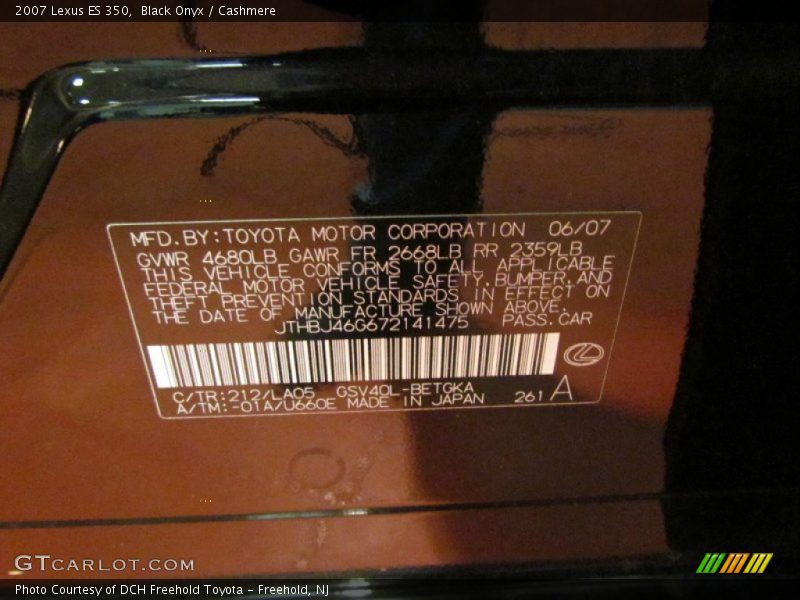 2007 Lexus ES 350, Black Onyx / Cashmere
MFD.BY:TOYOTA MOTOR CORPORATION 06/07
GVWR 4680LB GAWR FR 2668LB RR 2359LB
THIS VEHICLE CONFORMS TO ALL APPLICABLE
FEDERAL MOTOR VEHICLE SAFETY, BUMPER, AND
THEFT PREVENTION STANDARDS IN EFFECT ON
THE DATE OF MANUFACTURE SHOWN ABOVE.
JTHBJ46G672141475 PASS.CAR
C/TR:212/LA05 GSV40L-BETGKA
A/TM:-01A/U660E MADE IN JAPAN 261 A
GTCARLOT.COM
Photo Courtesy of DCH Freehold Toyota - Freehold, NJ